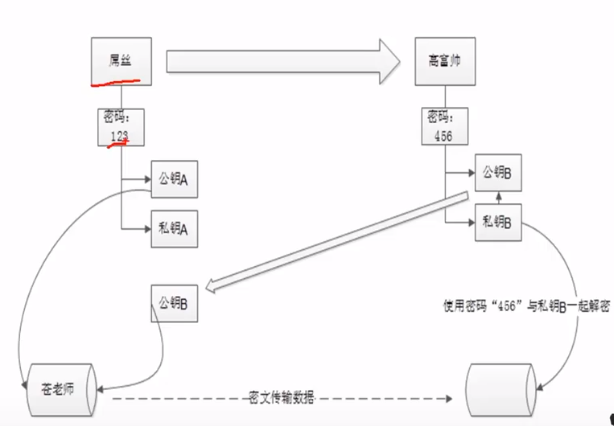 屌丝
高富帅
密码:
123
密码:
456
公钥A
公钥B
私钥A
私钥B
公钥B
使用密码“456”与私钥B一起解密
苍老师
密文传输数据